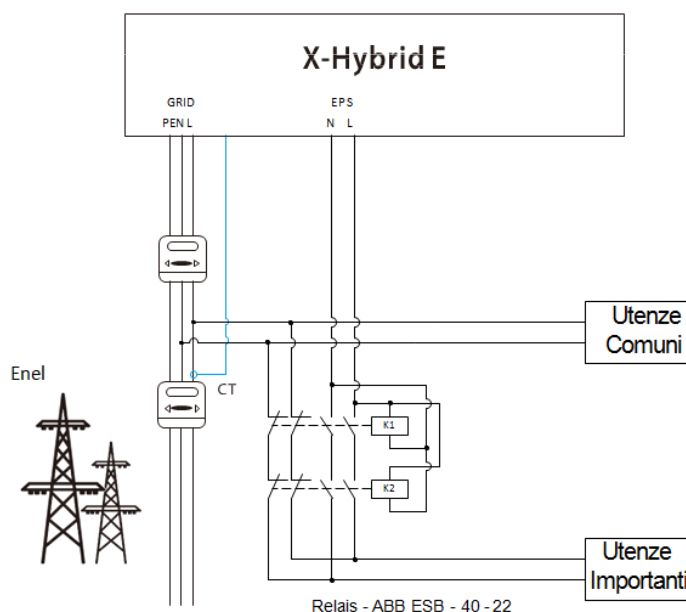 X-Hybrid E
GRID
EPS
PEN L
N L
Utenze
Comuni
Enel
CT
K1
K2
Utenze
Importanti
Relais - ABB ESB - 40 - 22